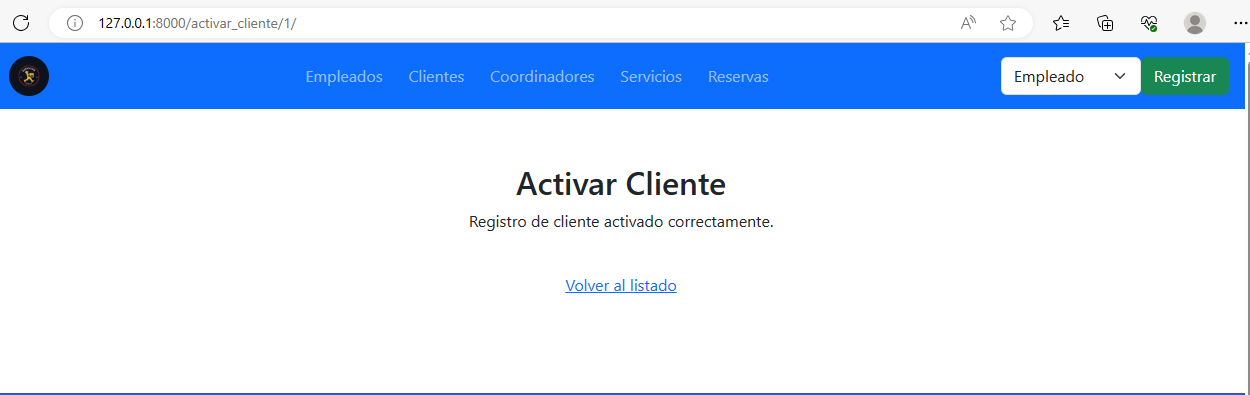 127.0.0.1:8000/activar_cliente/1/
Empleados Clientes Coordinadores Servicios Reservas Empleado Registrar
Activar Cliente
Registro de cliente activado correctamente.
Volver al listado